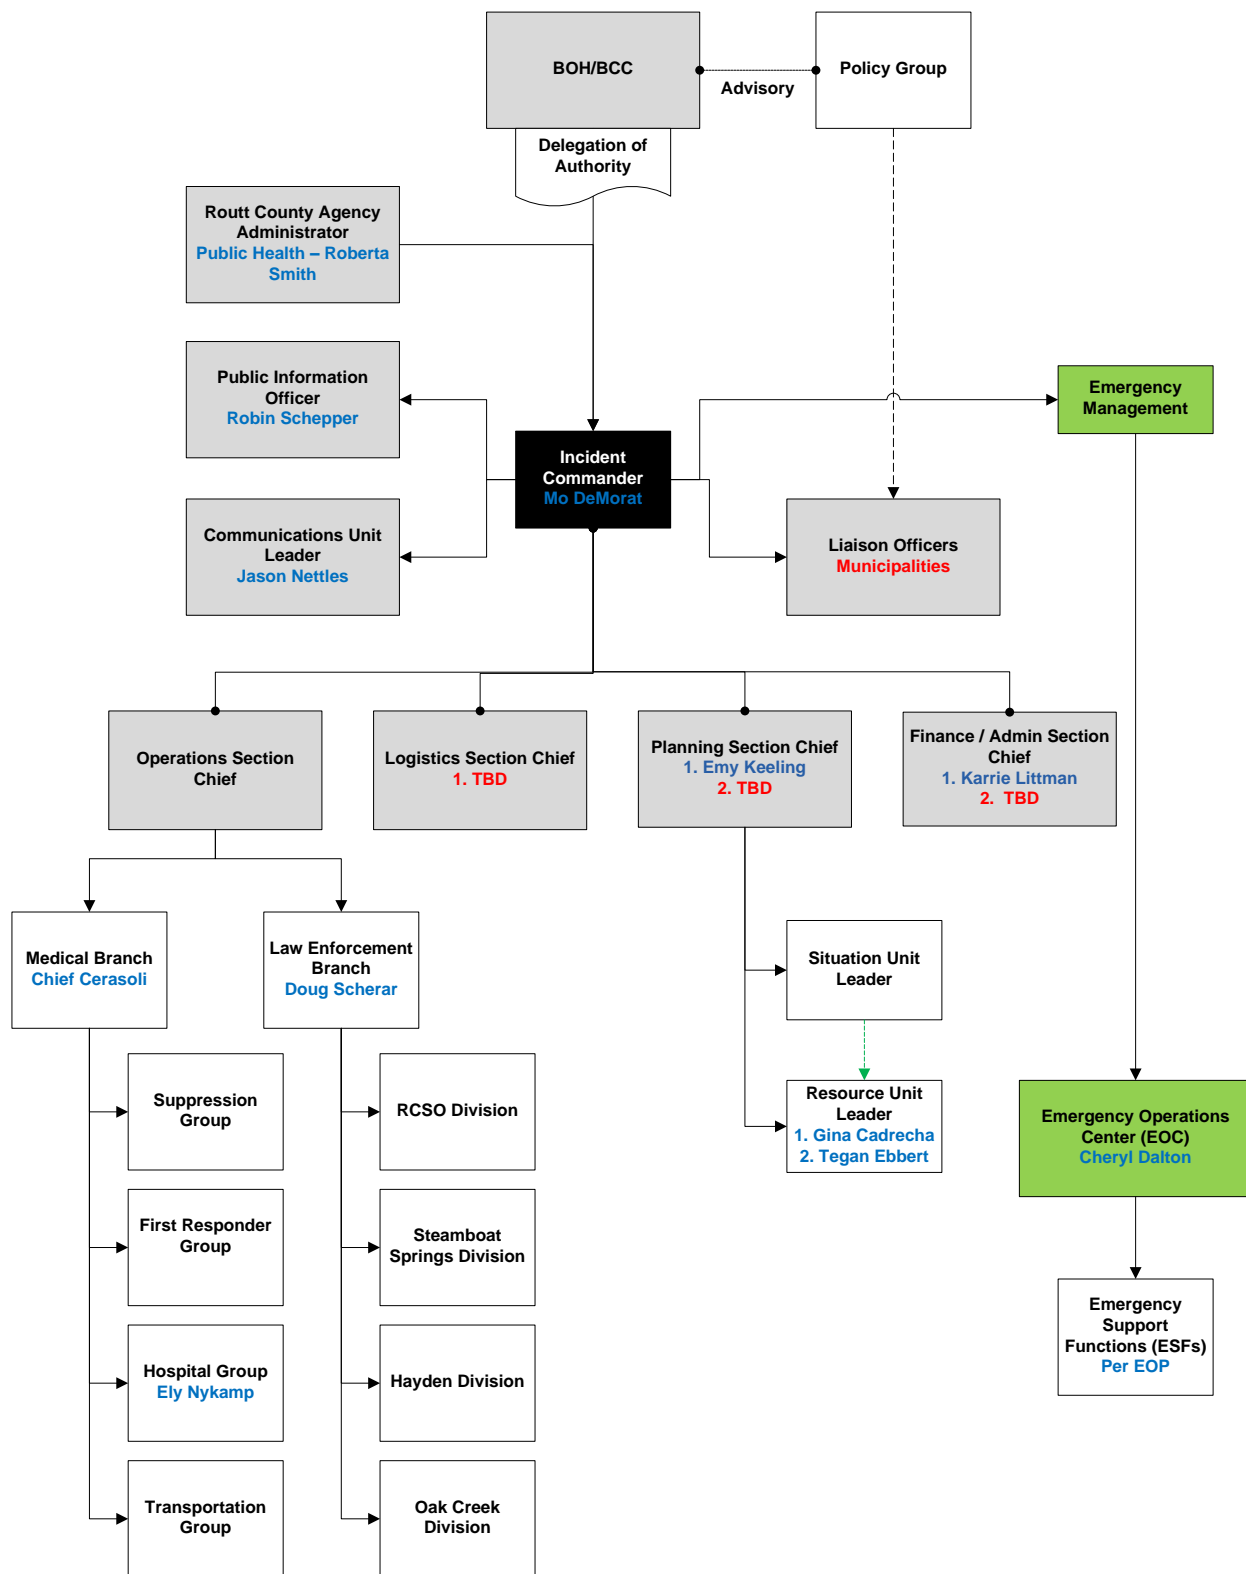 BOH/BCC
Advisory
Policy Group
Delegation of
Authority
Routt County Agency
Administrator
Public Health – Roberta
Smith
Public Information
Officer
Robin Schepper
Emergency
Management
Incident
Commander
Mo DeMorat
Communications Unit
Leader
Jason Nettles
Liaison Officers
Municipalities
Operations Section
Chief
Logistics Section Chief
1. TBD
Planning Section Chief
1. Emy Keeling
2. TBD
Finance / Admin Section
Chief
1. Karrie Littman
2. TBD
Medical Branch
Chief Cerasoli
Law Enforcement
Branch
Doug Scherar
Situation Unit
Leader
Suppression
Group
RCSO Division
Resource Unit
Leader
1. Gina Cadrecha
2. Tegan Ebbert
Emergency Operations
Center (EOC)
Cheryl Dalton
First Responder
Group
Steamboat
Springs Division
Emergency
Support
Functions (ESFs)
Per EOP
Hospital Group
Ely Nykamp
Hayden Division
Transportation
Group
Oak Creek
Division